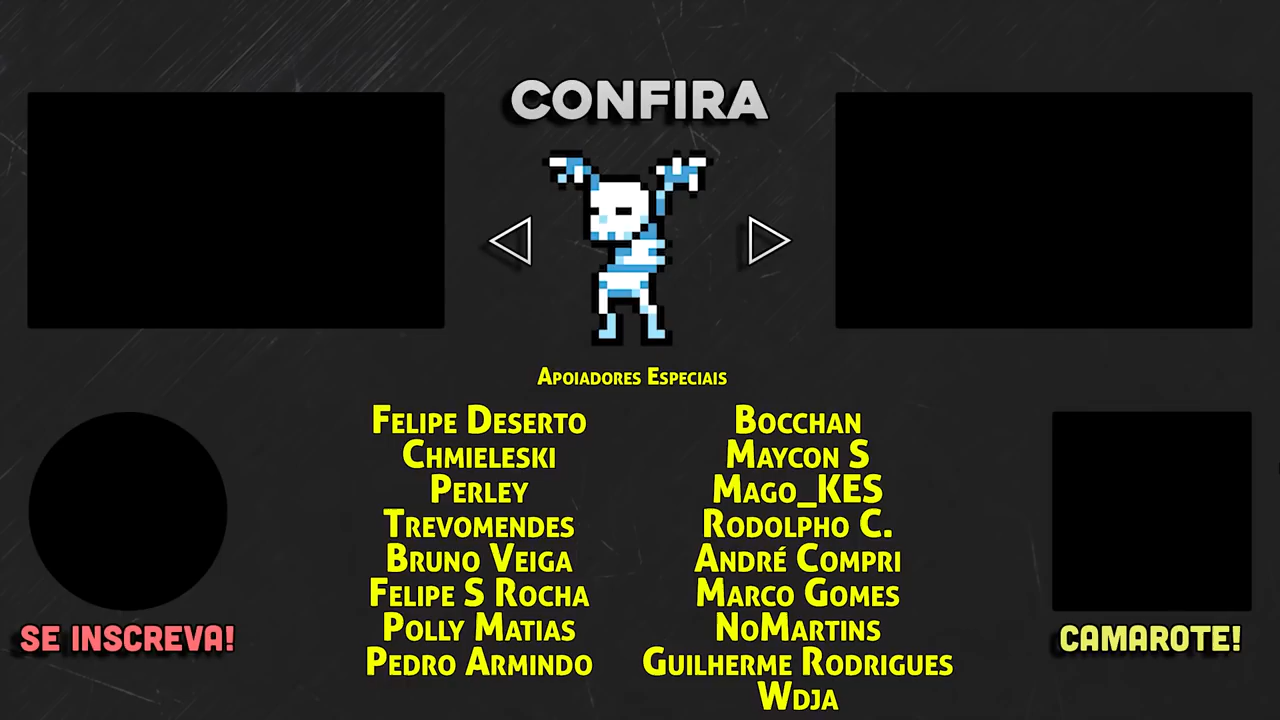 CONFIRA
Apoiadores Especiais
Felipe Deserto
Chmieleski
Perley
Trevomendes
Bruno Veiga
Felipe S Rocha
Polly Matias
Pedro Armindo
Bocchan
Maycon S
Mago_KES
Rodolpho C.
André Compri
Marco Gomes
NoMartins
Guilherme Rodrigues
Wdja
SE INSCREVA!
CAMAROTE!